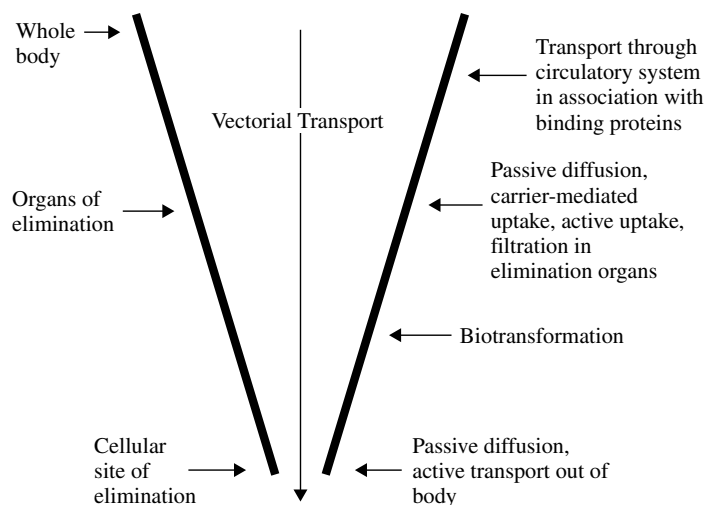 Whole
body
Transport through
circulatory system
in association with
binding proteins
Vectorial Transport
Organs of
elimination
Passive diffusion,
carrier-mediated
uptake, active uptake,
filtration in
elimination organs
Biotransformation
Cellular
site of
elimination
Passive diffusion,
active transport out of
body